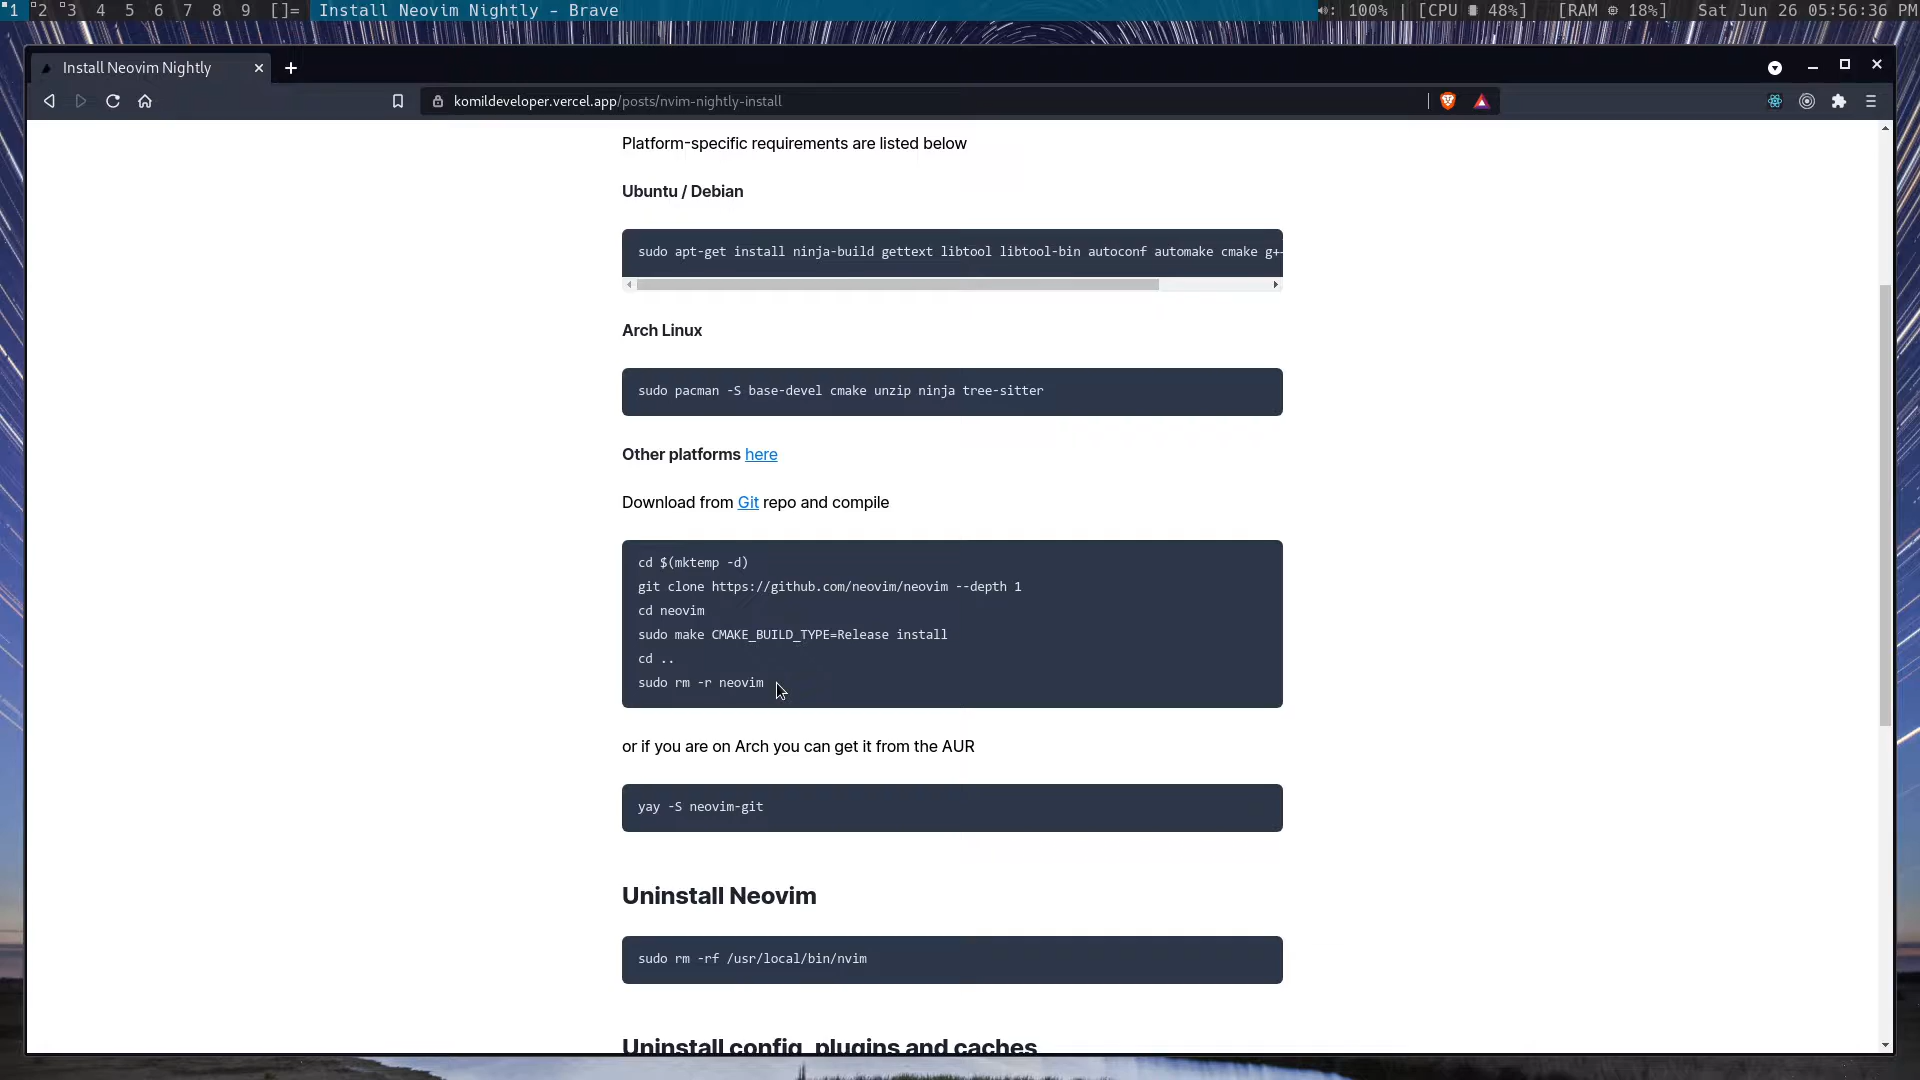 1 2 3 4 5 6 7 8 9 []= Install Neovim Nightly - Brave : 100% | [CPU 48%] [RAM 18%] Sat Jun 26 05:56:36 PM
Install Neovim Nightly
komildeveloper.vercel.app/posts/nvim-nightly-install
Platform-specific requirements are listed below
Ubuntu / Debian
sudo apt-get install ninja-build gettext libtool libtool-bin autoconf automake cmake g+
Arch Linux
sudo pacman -S base-devel cmake unzip ninja tree-sitter
Other platforms here
Download from Git repo and compile
cd $(mktemp -d)
git clone https://github.com/neovim/neovim --depth 1
cd neovim
sudo make CMAKE_BUILD_TYPE=Release install
cd ..
sudo rm -r neovim
or if you are on Arch you can get it from the AUR
yay -S neovim-git
Uninstall Neovim
sudo rm -rf /usr/local/bin/nvim
Uninstall config, plugins and caches